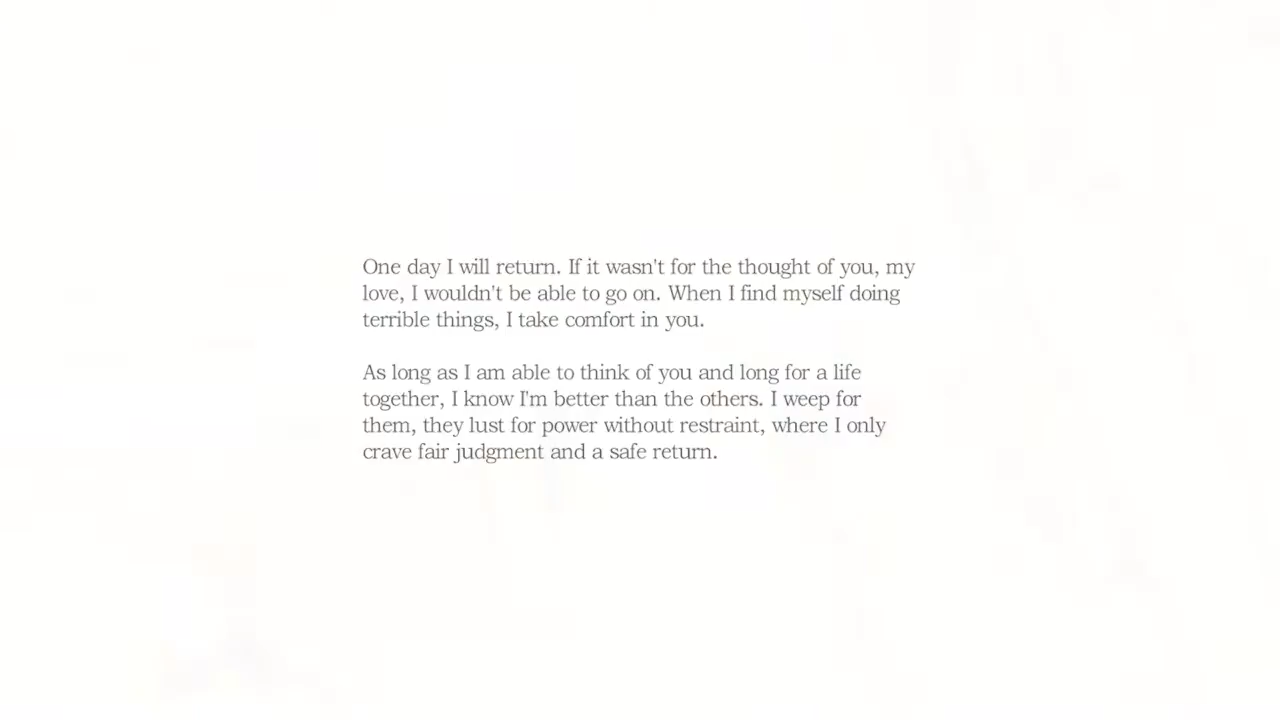 One day I will return. If it wasn't for the thought of you, my
love, I wouldn't be able to go on. When I find myself doing
terrible things, I take comfort in you.
As long as I am able to think of you and long for a life
together, I know I'm better than the others. I weep for
them, they lust for power without restraint, where I only
crave fair judgment and a safe return.